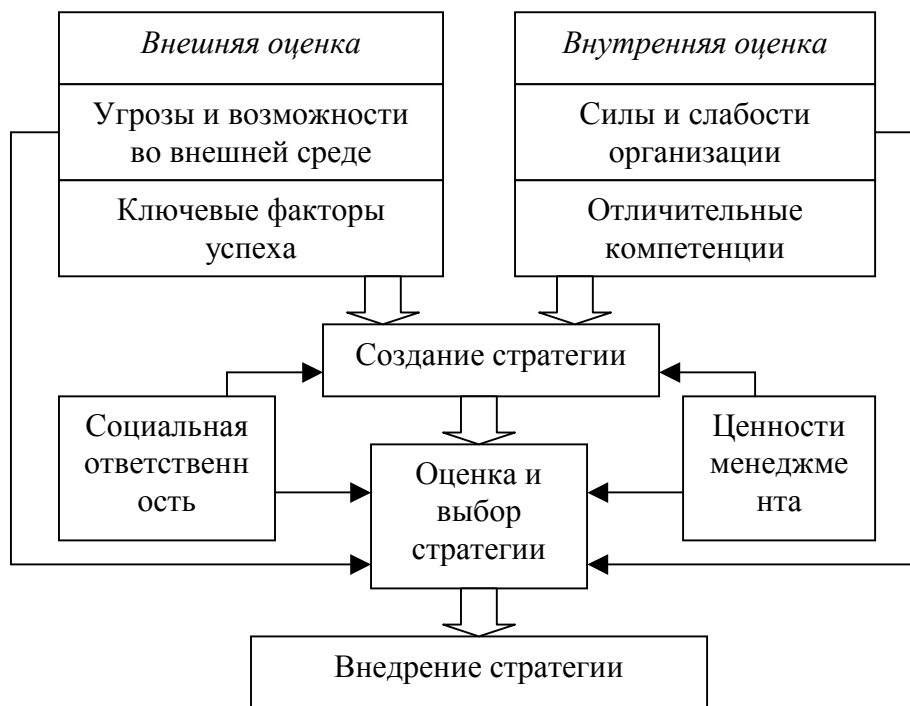 Внешняя оценка
Угрозы и возможности
во внешней среде
Ключевые факторы
успеха
Внутренняя оценка
Силы и слабости
организации
Отличительные
компетенции
Создание стратегии
Социальная
ответственн
ость
Оценка и
выбор
стратегии
Ценности
менеджме
нта
Внедрение стратегии